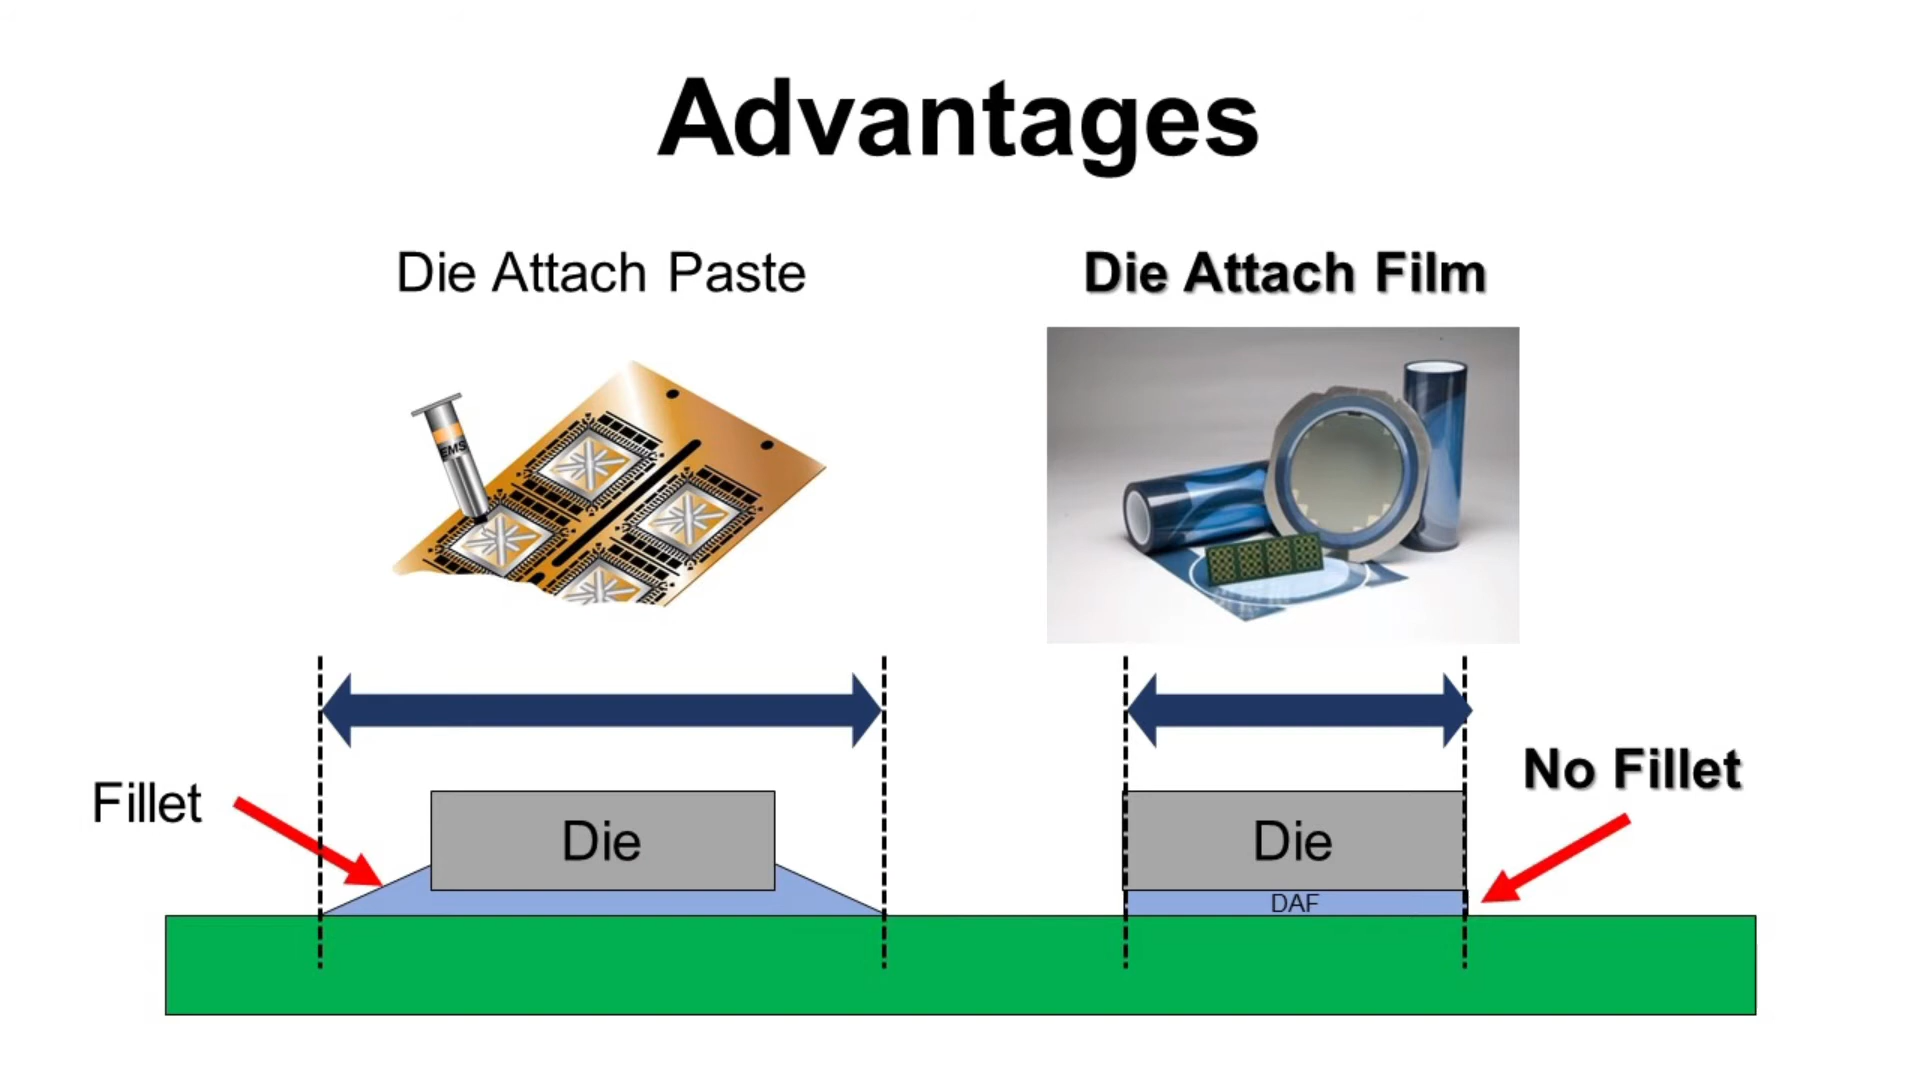 Advantages
Die Attach Paste
Die Attach Film
EMS
Fillet
No Fillet
Die
Die
DAF